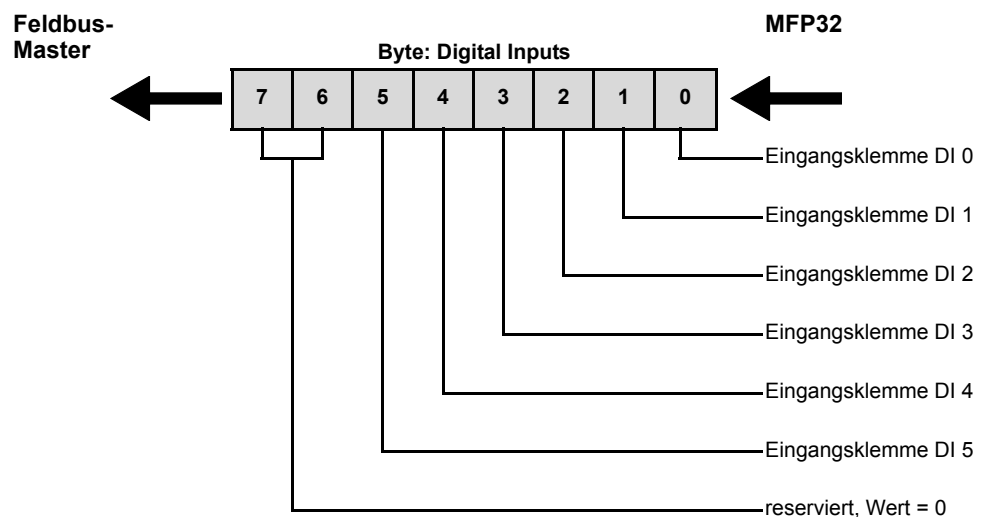 Feldbus-
Master
MFP32
Byte: Digital Inputs
7 6 5 4 3 2 1 0
Eingangsklemme DI 0
Eingangsklemme DI 1
Eingangsklemme DI 2
Eingangsklemme DI 3
Eingangsklemme DI 4
Eingangsklemme DI 5
reserviert, Wert = 0